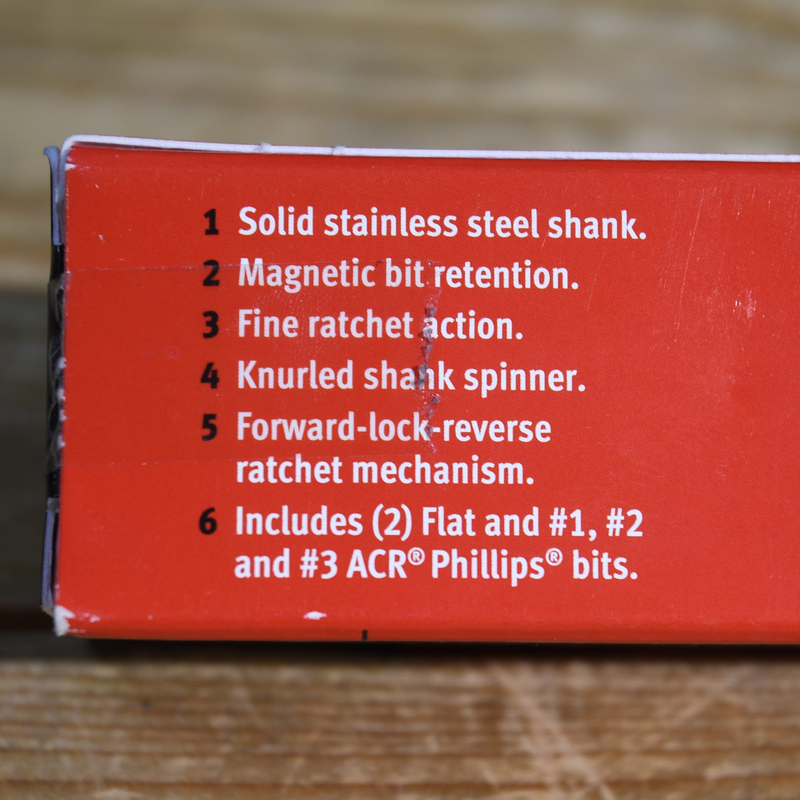 1 Solid stainless steel shank.
2 Magnetic bit retention.
3 Fine ratchet action.
4 Knurled shank spinner.
5 Forward-lock-reverse
ratchet mechanism.
6 Includes (2) Flat and #1, #2
and #3 ACR® Phillips® bits.